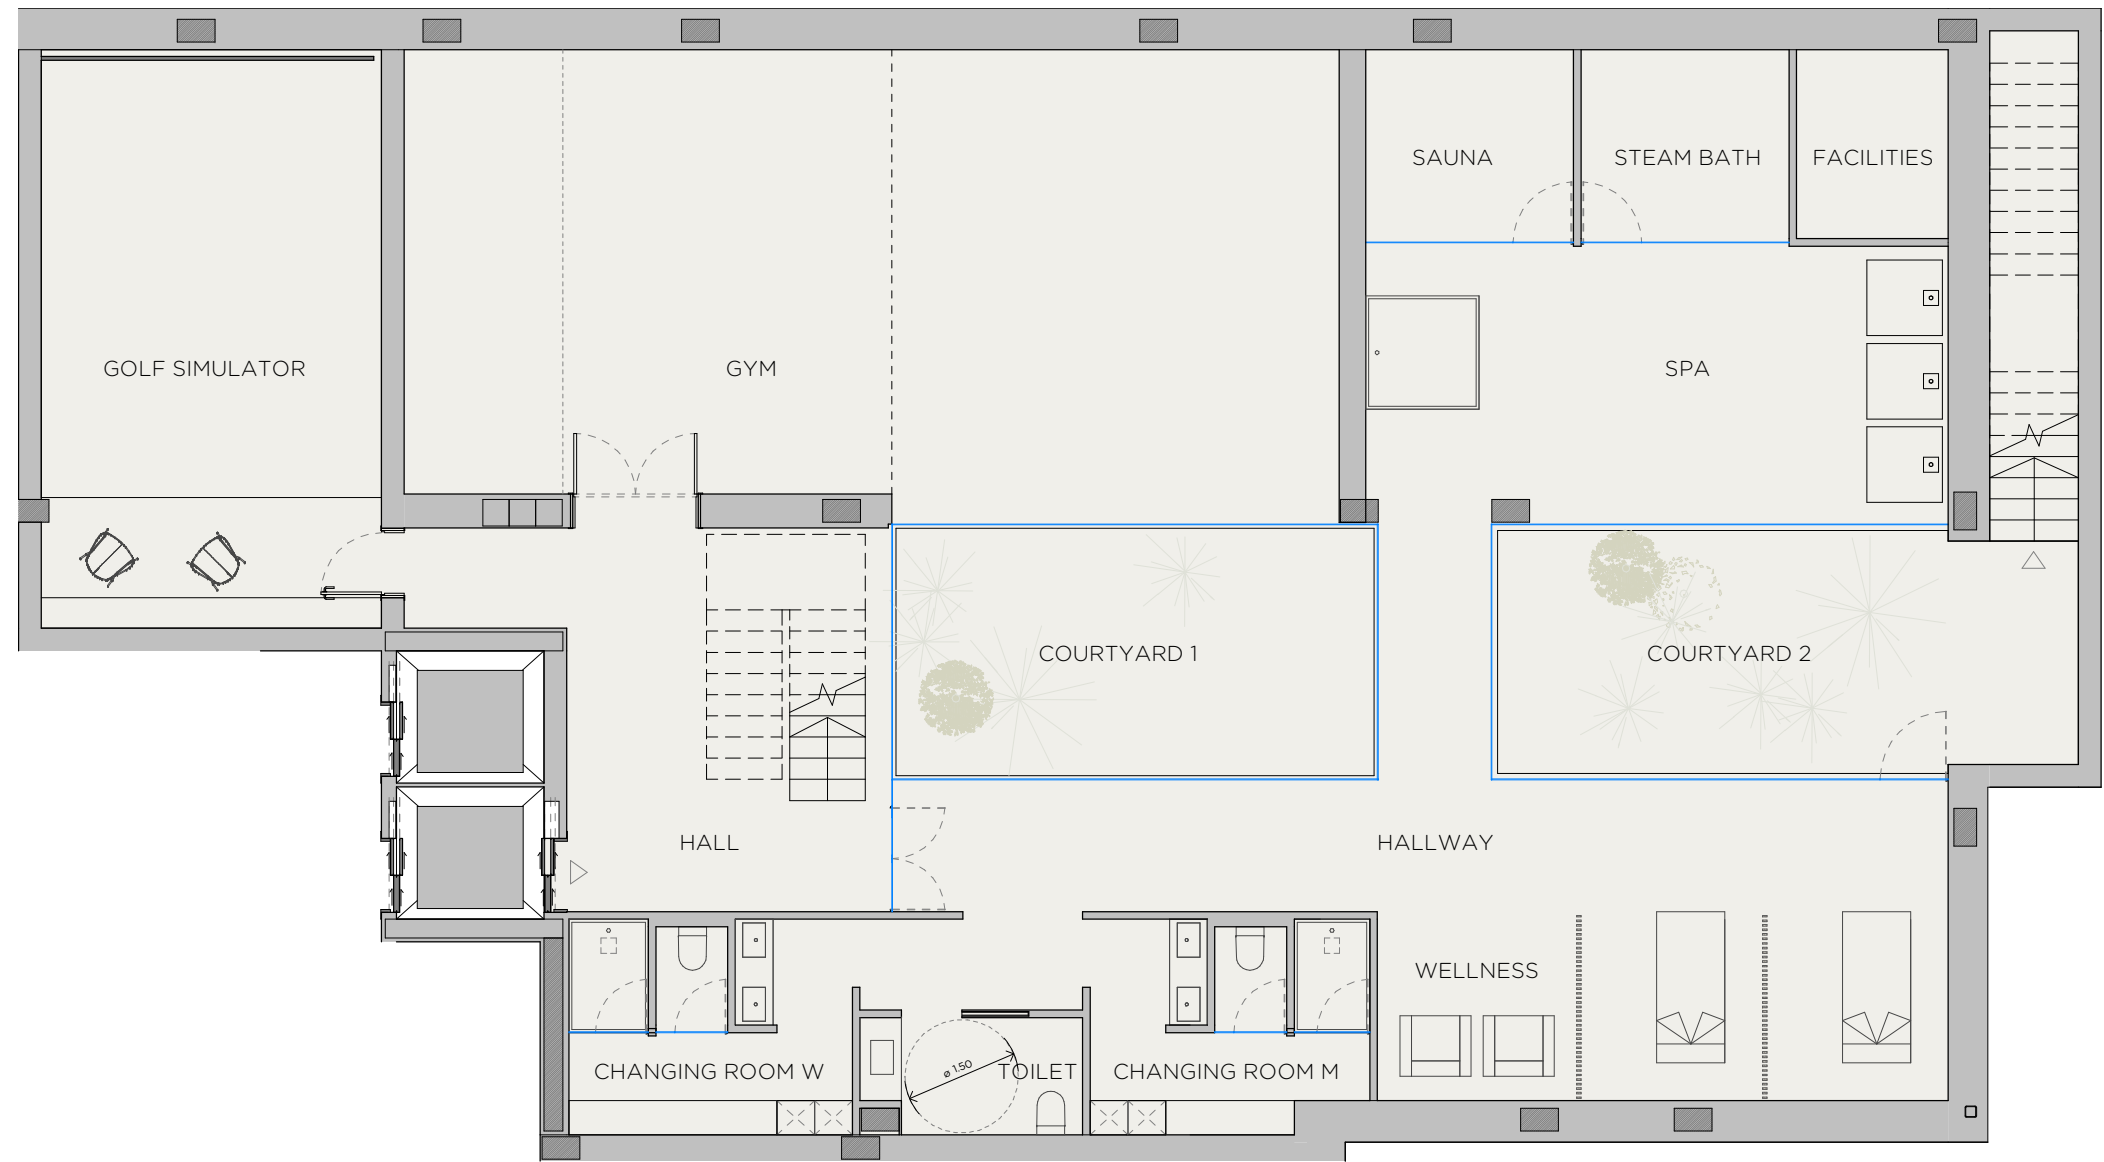 SAUNA
STEAM BATH
FACILITIES
GOLF SIMULATOR
GYM
SPA
COURTYARD 1
COURTYARD 2
HALL
HALLWAY
WELLNESS
CHANGING ROOM W
ø 1.50
TOILET
CHANGING ROOM M